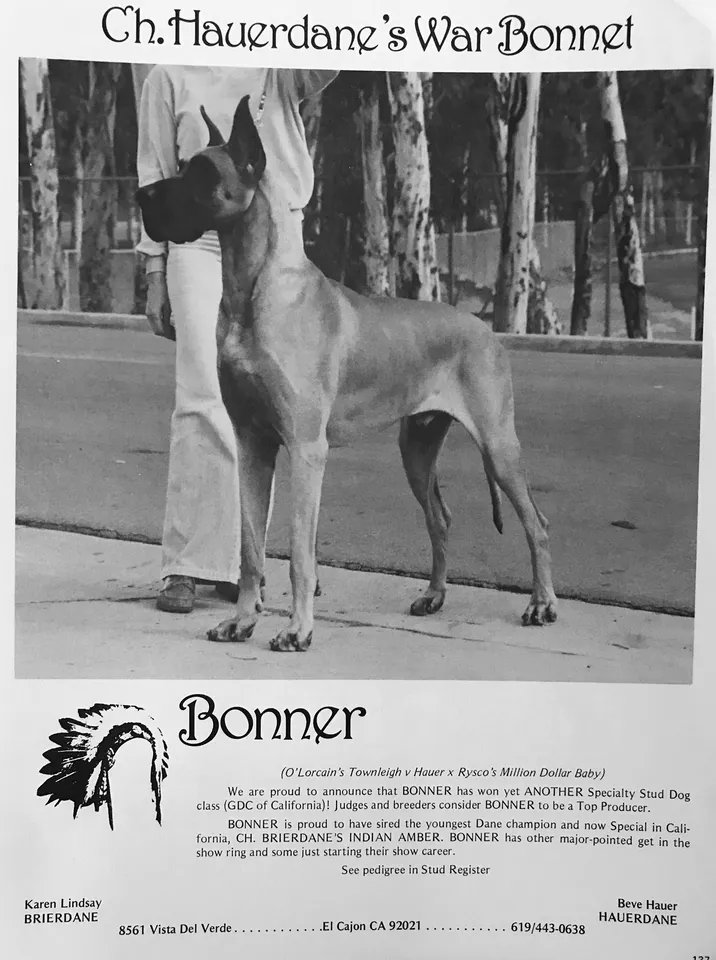 Ch. Hauerdane's War Bonnet
Bonner
(O'Lorcain's Townleigh v Hauer x Rysco's Million Dollar Baby)
We are proud to announce that BONNER has won yet ANOTHER Specialty Stud Dog
class (GDC of California)! Judges and breeders consider BONNER to be a Top Producer.
BONNER is proud to have sired the youngest Dane champion and now Special in Cali-
fornia, CH. BRIERDANE'S INDIAN AMBER. BONNER has other major-pointed get in the
show ring and some just starting their show career.
See pedigree in Stud Register
Karen Lindsay
BRIERDANE
Beve Hauer
HAUERDANE
8561 Vista Del Verde. . . . . . . . . . . .El Cajon CA 92021 . . . . . . . . . . . 619/443-0638